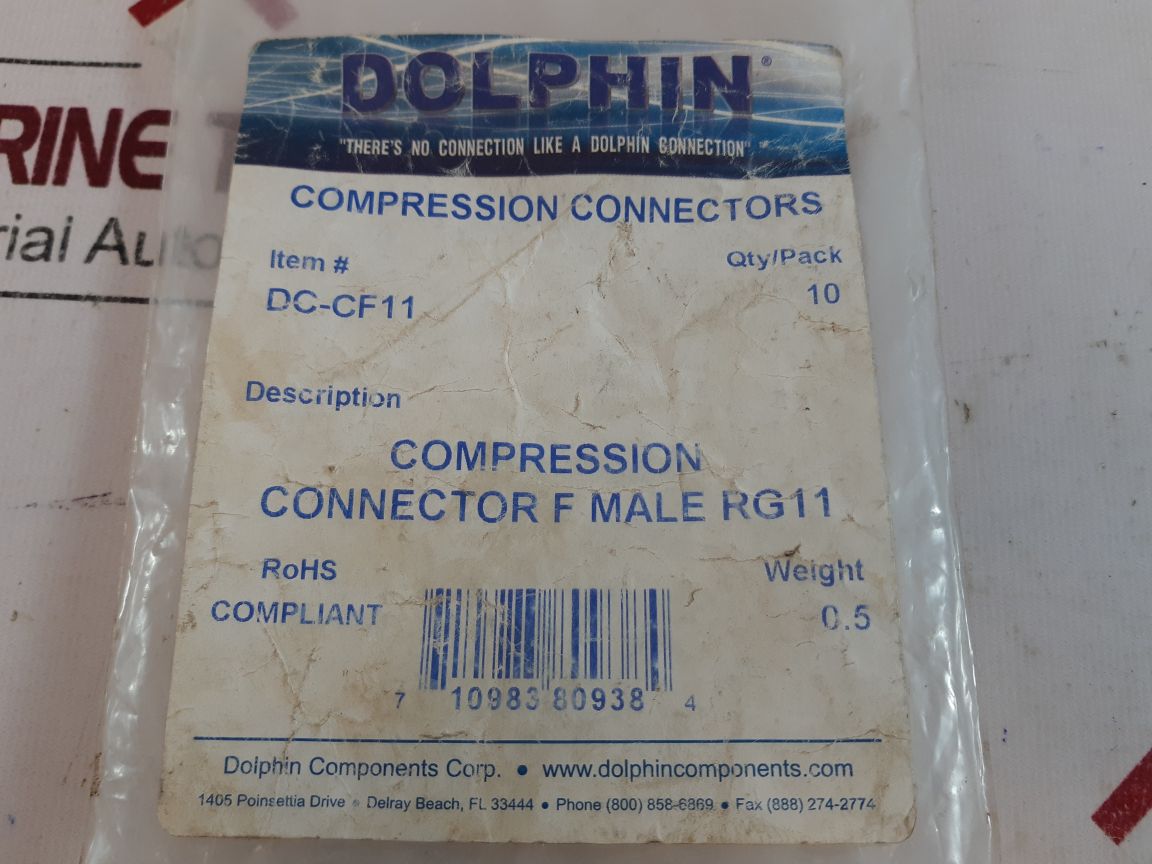 DOLPHIN®
"THERE'S NO CONNECTION LIKE A DOLPHIN CONNECTION"
COMPRESSION CONNECTORS
Item # Qty/Pack
DC-CF11 10
Description
COMPRESSION
CONNECTOR F MALE RG11
RoHS Weight
COMPLIANT 0.5
7 10983 80938 4
Dolphin Components Corp. • www.dolphincomponents.com
1405 Poinsettia Drive • Delray Beach, FL 33444 • Phone (800) 858-6869 • Fax (888) 274-2774
RINE T
rial Auto